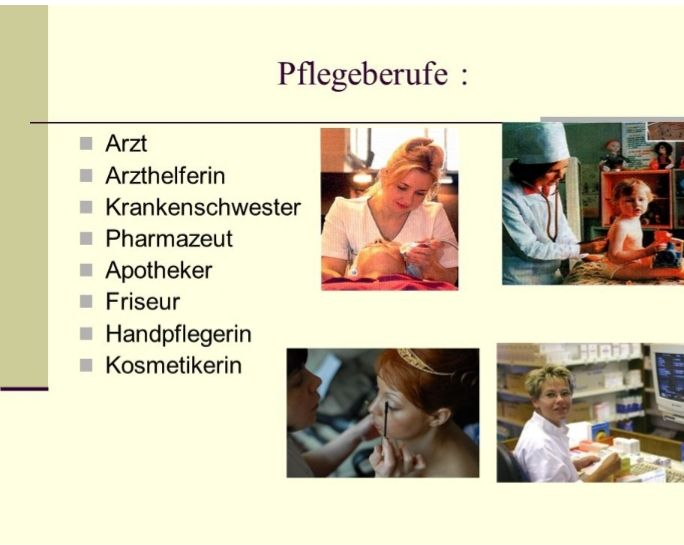 Pflegeberufe :
Arzt
Arzthelferin
Krankenschwester
Pharmazeut
Apotheker
Friseur
Handpflegerin
Kosmetikerin